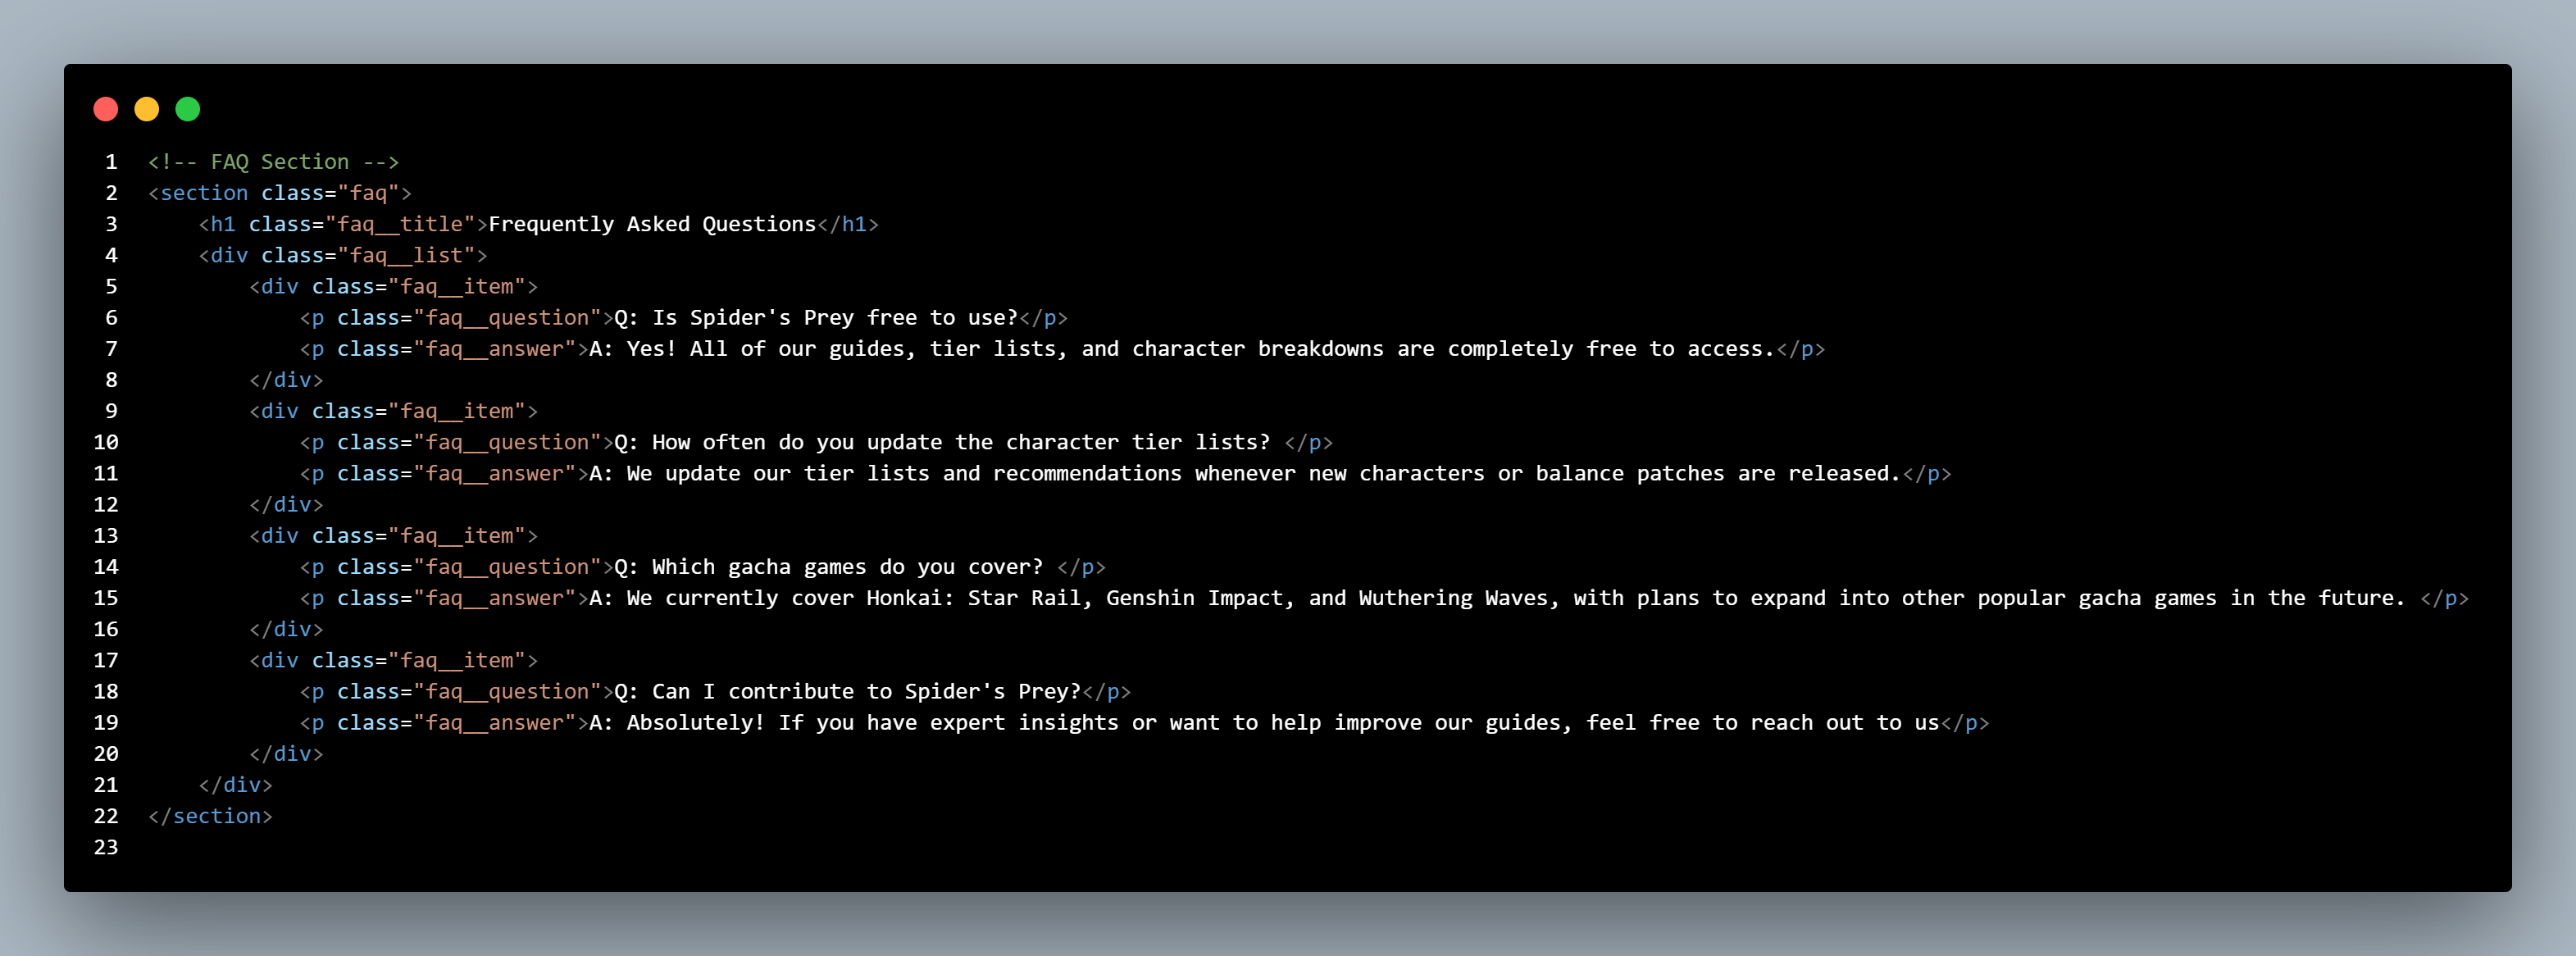 1 <!-- FAQ Section -->
2 <section class="faq">
3     <h1 class="faq__title">Frequently Asked Questions</h1>
4     <div class="faq__list">
5         <div class="faq__item">
6             <p class="faq__question">Q: Is Spider's Prey free to use?</p>
7             <p class="faq__answer">A: Yes! All of our guides, tier lists, and character breakdowns are completely free to access.</p>
8         </div>
9         <div class="faq__item">
10             <p class="faq__question">Q: How often do you update the character tier lists? </p>
11             <p class="faq__answer">A: We update our tier lists and recommendations whenever new characters or balance patches are released.</p>
12         </div>
13         <div class="faq__item">
14             <p class="faq__question">Q: Which gacha games do you cover? </p>
15             <p class="faq__answer">A: We currently cover Honkai: Star Rail, Genshin Impact, and Wuthering Waves, with plans to expand into other popular gacha games in the future. </p>
16         </div>
17         <div class="faq__item">
18             <p class="faq__question">Q: Can I contribute to Spider's Prey?</p>
19             <p class="faq__answer">A: Absolutely! If you have expert insights or want to help improve our guides, feel free to reach out to us</p>
20         </div>
21     </div>
22 </section>
23